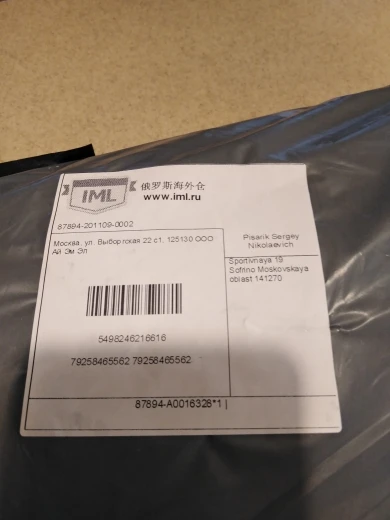 IML
俄罗斯海外仓
www.iml.ru
87894-201109-0002
Москва, ул. Выборгская 22 с1, 125130 ООО
Ай Эм Эл
Pisarik Sergey
Nikolaevich
Sportivnaya 19
Sofrino Moskovskaya
oblast 141270
5498246216616
79258465562 79258465562
87894-A0016328*1 |